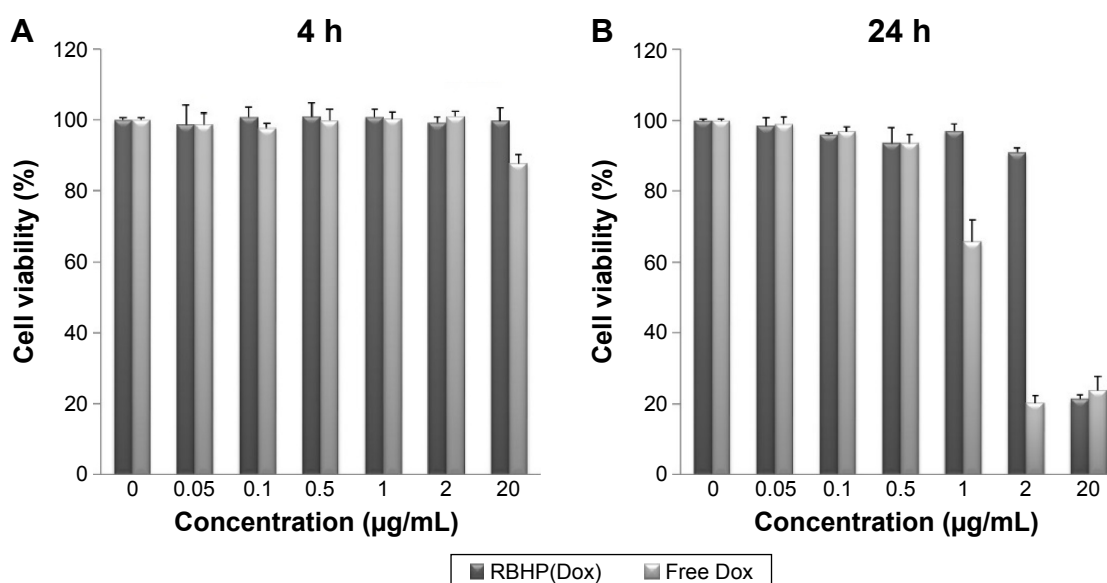 A
4 h
120
100
80
60
40
20
0
Cell viability (%)
0 0.05 0.1 0.5 1 2 20
Concentration (µg/mL)
B
24 h
120
100
80
60
40
20
0
Cell viability (%)
0 0.05 0.1 0.5 1 2 20
Concentration (µg/mL)
RBHP(Dox) Free Dox